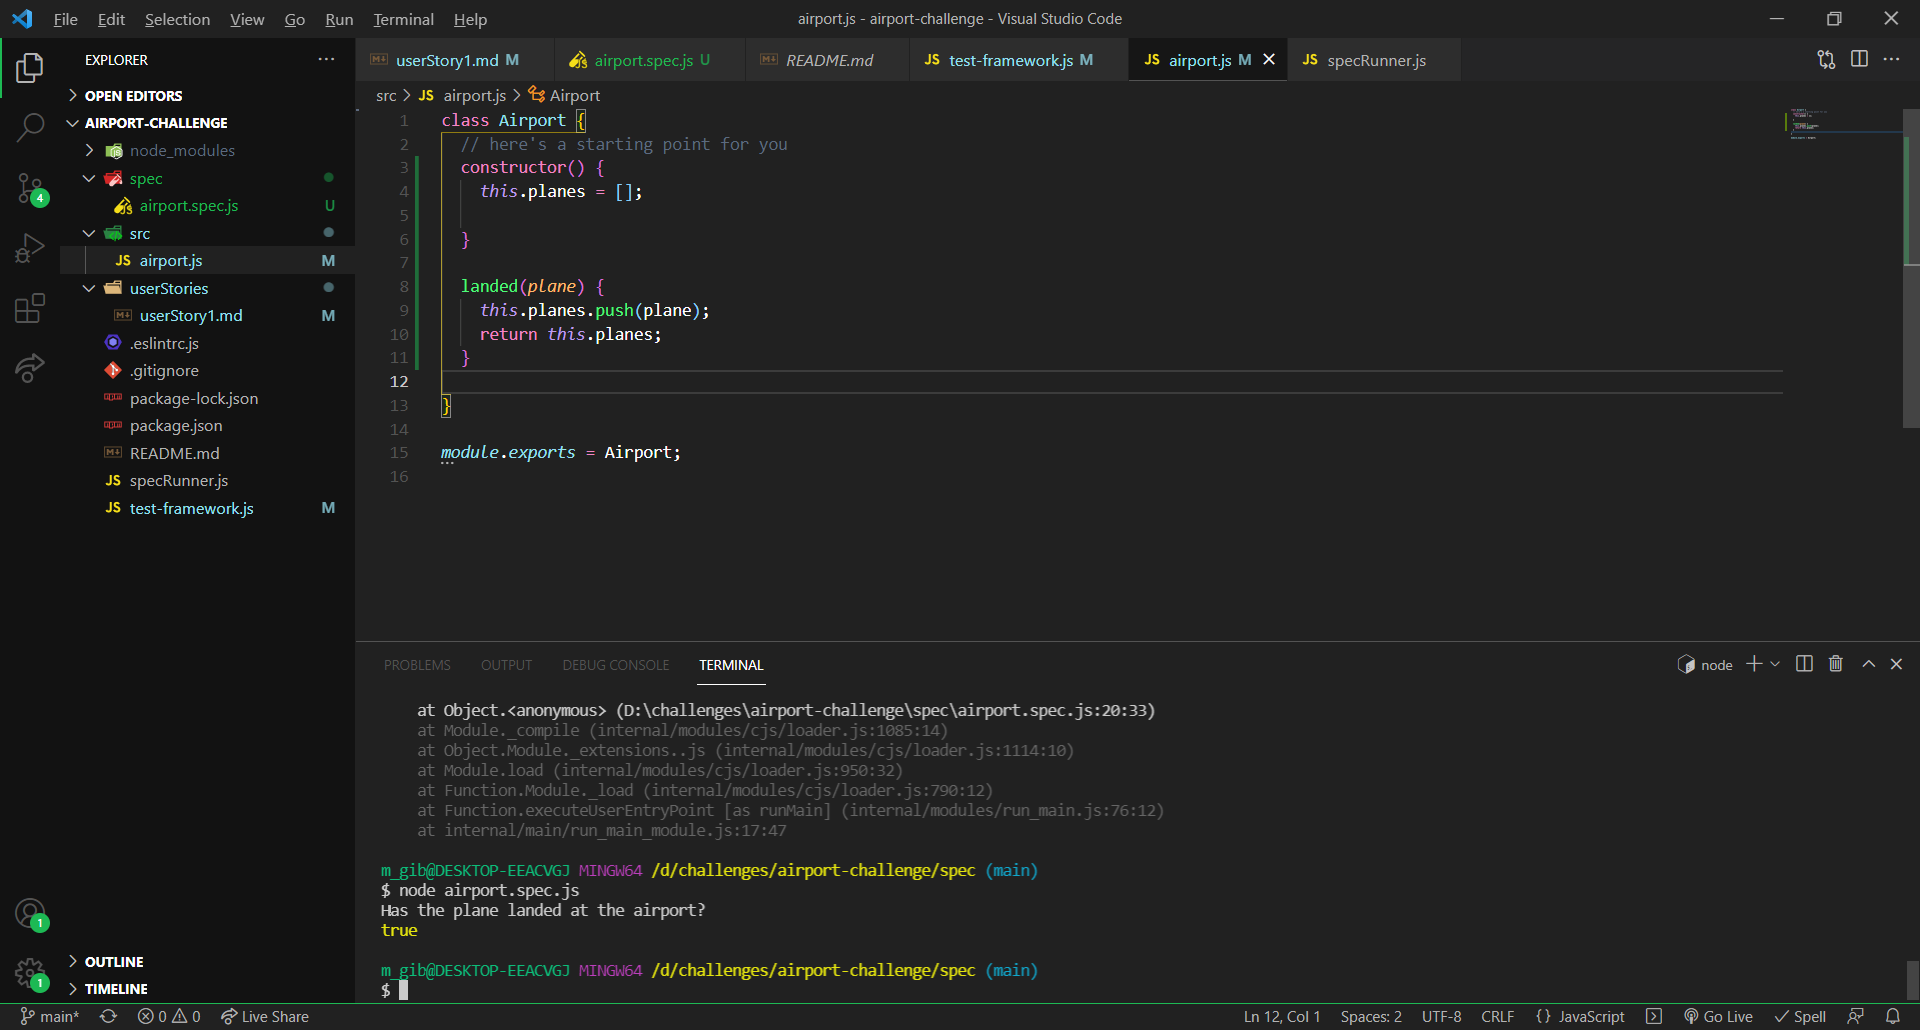 File Edit Selection View Go Run Terminal Help airport.js - airport-challenge - Visual Studio Code
EXPLORER
userStory1.md M airport.spec.js U README.md JS test-framework.js M JS airport.js M JS specRunner.js
OPEN EDITORS
src > JS airport.js > Airport
AIRPORT-CHALLENGE
node_modules
spec
airport.spec.js U
src
JS airport.js M
userStories
userStory1.md M
.eslintrc.js
.gitignore
package-lock.json
package.json
README.md
JS specRunner.js
JS test-framework.js M
4
1
1
OUTLINE
TIMELINE
1 class Airport {
2 // here's a starting point for you
3 constructor() {
4 this.planes = [];
5
6 }
7
8 landed(plane) {
9 this.planes.push(plane);
10 return this.planes;
11 }
12
13 }
14
15 module.exports = Airport;
16
PROBLEMS OUTPUT DEBUG CONSOLE TERMINAL node
at Object.<anonymous> (D:\challenges\airport-challenge\spec\airport.spec.js:20:33)
at Module._compile (internal/modules/cjs/loader.js:1085:14)
at Object.Module._extensions..js (internal/modules/cjs/loader.js:1114:10)
at Module.load (internal/modules/cjs/loader.js:950:32)
at Function.Module._load (internal/modules/cjs/loader.js:790:12)
at Function.executeUserEntryPoint [as runMain] (internal/modules/run_main.js:76:12)
at internal/main/run_main_module.js:17:47
m_gib@DESKTOP-EEACVGJ MINGW64 /d/challenges/airport-challenge/spec (main)
$ node airport.spec.js
Has the plane landed at the airport?
true
m_gib@DESKTOP-EEACVGJ MINGW64 /d/challenges/airport-challenge/spec (main)
$
main* 0 0 Live Share Ln 12, Col 1 Spaces: 2 UTF-8 CRLF {} JavaScript Go Live Spell